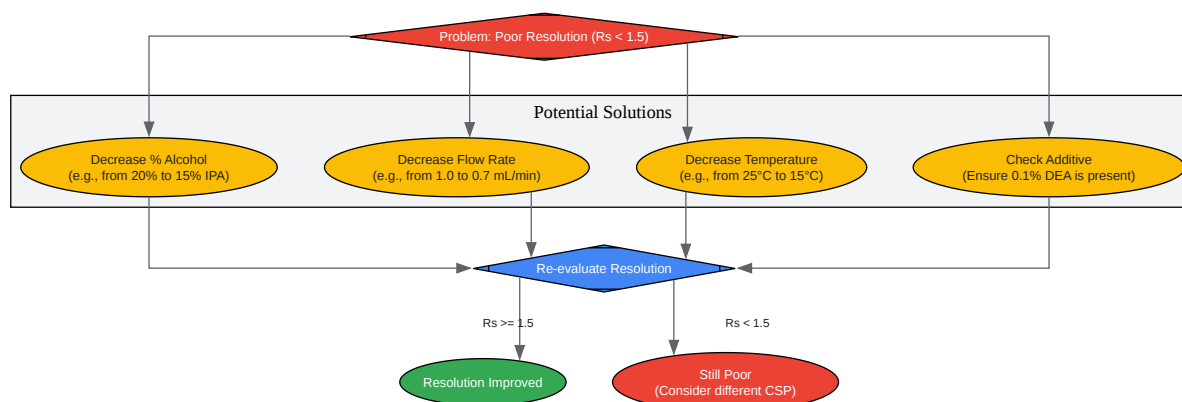 Problem: Poor Resolution (Rs < 1.5)
Potential Solutions
Decrease % Alcohol
(e.g., from 20% to 15% IPA)
Decrease Flow Rate
(e.g., from 1.0 to 0.7 mL/min)
Decrease Temperature
(e.g., from 25°C to 15°C)
Check Additive
(Ensure 0.1% DEA is present)
Re-evaluate Resolution
Rs >= 1.5
Rs < 1.5
Resolution Improved
Still Poor
(Consider different CSP)